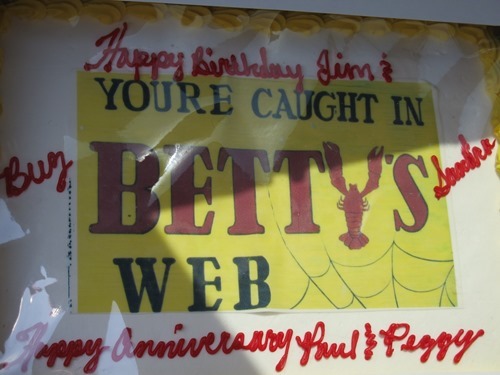 Happy Birthday Jim &
YOU'RE CAUGHT IN
BETTY'S
Buz
Sandra
WEB
Happy Anniversary Paul & Peggy